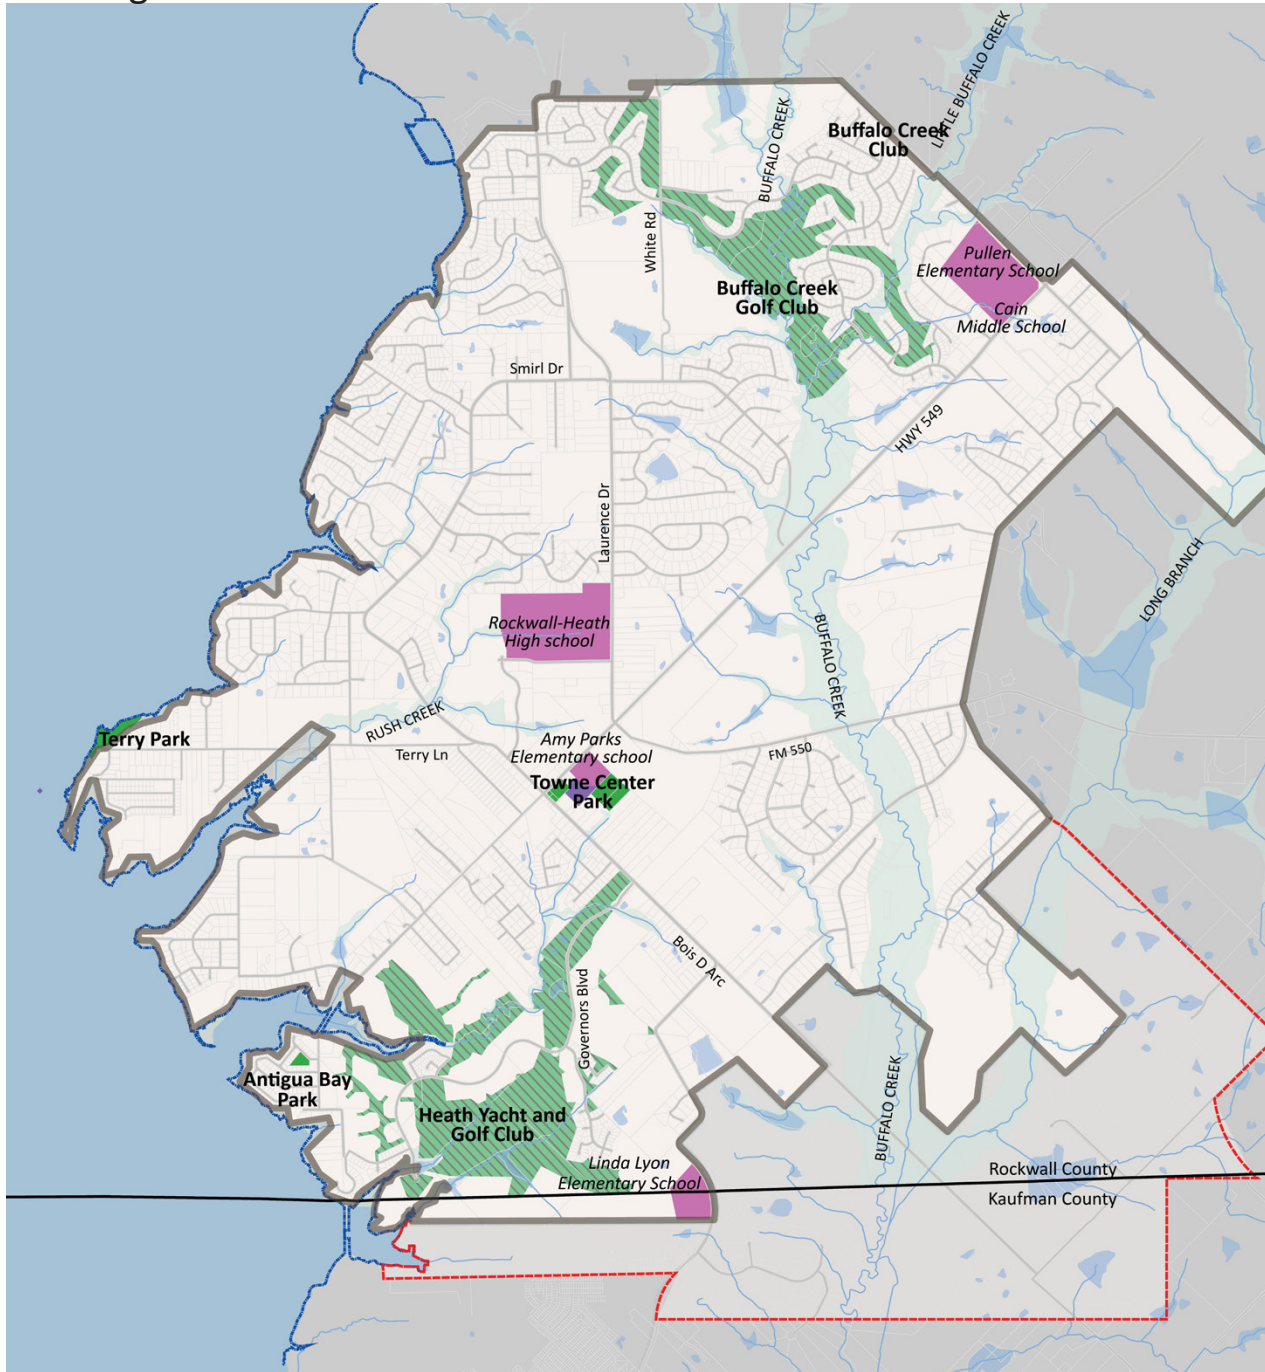 LITTLE BUFFALO CREEK
BUFFALO CREEK
Buffalo Creek
Club
White Rd
Pullen
Elementary School
Buffalo Creek
Golf Club
Cain
Middle School
Smirl Dr
HWY 549
Laurence Dr
LONG BRANCH
Rockwall-Heath
High school
BUFFALO CREEK
RUSH CREEK
Terry Park
Terry Ln
Amy Parks
Elementary school
FM 550
Towne Center
Park
Bois D Arc
Governors Blvd
Antigua Bay
Park
BUFFALO CREEK
Heath Yacht and
Golf Club
Linda Lyon
Elementary School
Rockwall County
Kaufman County